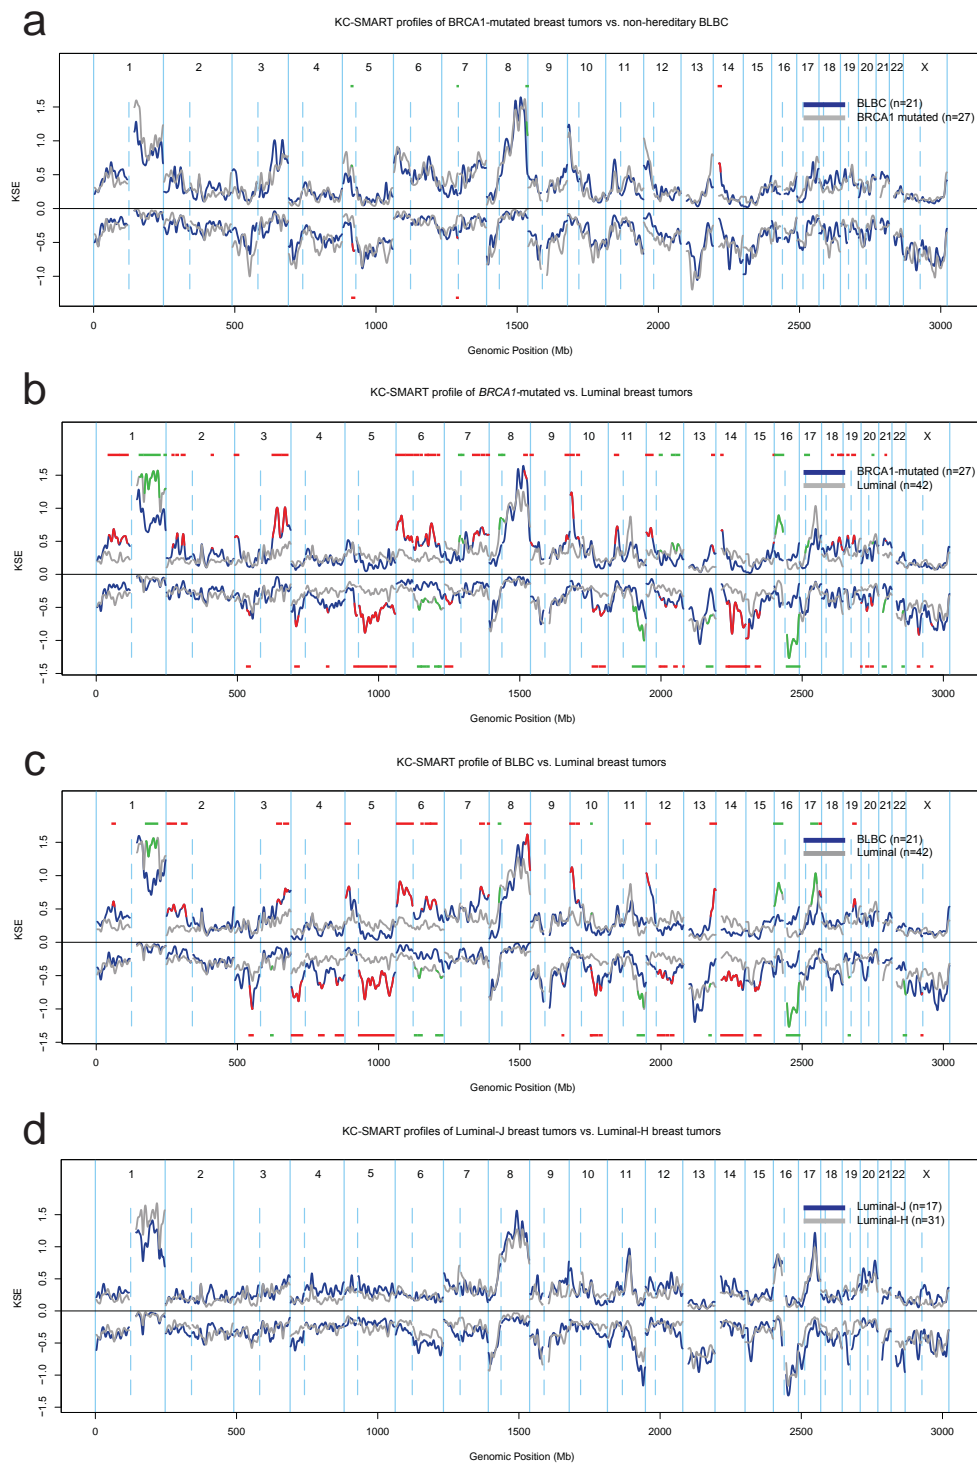 a
KC-SMART profiles of BRCA1-mutated breast tumors vs. non-hereditary BLBC
1 2 3 4 5 6 7 8 9 10 11 12 13 14 15 16 17 18 19 20 21 22 X
BLBC (n=21)
BRCA1 mutated (n=27)
KSE
1.5
1.0
0.5
0.0
−0.5
−1.0
0 500 1000 1500 2000 2500 3000
Genomic Position (Mb)
b
KC-SMART profile of BRCA1-mutated vs. Luminal breast tumors
1 2 3 4 5 6 7 8 9 10 11 12 13 14 15 16 17 18 19 20 21 22 X
BRCA1-mutated (n=27)
Luminal (n=42)
KSE
1.5
1.0
0.5
0.0
−0.5
−1.0
−1.5
0 500 1000 1500 2000 2500 3000
Genomic Position (Mb)
c
KC-SMART profile of BLBC vs. Luminal breast tumors
1 2 3 4 5 6 7 8 9 10 11 12 13 14 15 16 17 18 19 20 21 22 X
BLBC (n=21)
Luminal (n=42)
KSE
1.5
1.0
0.5
0.0
−0.5
−1.0
−1.5
0 500 1000 1500 2000 2500 3000
Genomic Position (Mb)
d
KC-SMART profiles of Luminal-J breast tumors vs. Luminal-H breast tumors
1 2 3 4 5 6 7 8 9 10 11 12 13 14 15 16 17 18 19 20 21 22 X
Luminal-J (n=17)
Luminal-H (n=31)
KSE
1.5
1.0
0.5
0.0
−0.5
−1.0
−1.5
0 500 1000 1500 2000 2500 3000
Genomic Position (Mb)